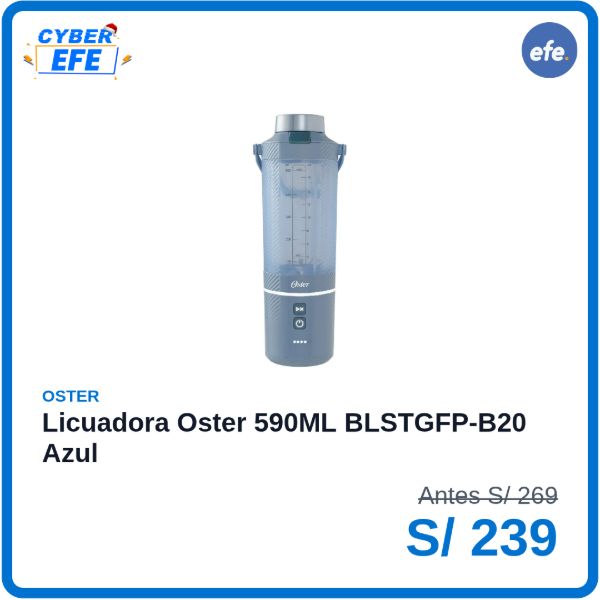 CYBER
EFE
efe.
Oster
OSTER
Licuadora Oster 590ML BLSTGFP-B20
Azul
Antes S/ 269
S/ 239